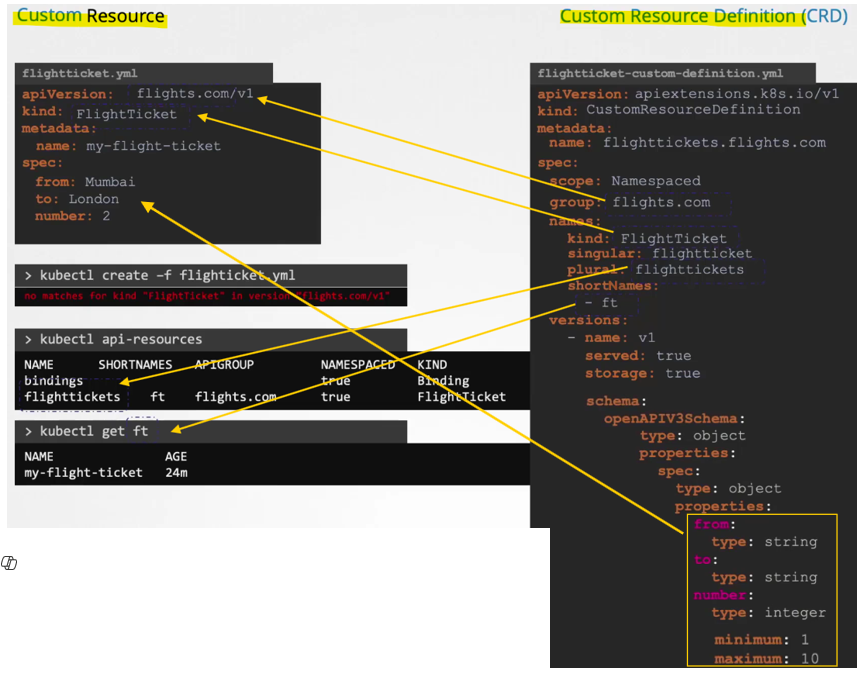 Custom Resource
Custom Resource Definition (CRD)
flightticket.yml
apiVersion: flights.com/v1
kind: FlightTicket
metadata:
name: my-flight-ticket
spec:
from: Mumbai
to: London
number: 2
> kubectl create –f flighticket.yml
no matches for kind "FlightTicket" in version "flights.com/v1"
> kubectl api-resources
NAME SHORTNAMES APIGROUP NAMESPACED KIND
bindings true Binding
flighttickets ft flights.com true FlightTicket
> kubectl get ft
NAME AGE
my-flight-ticket 24m
flightticket-custom-definition.yml
apiVersion: apiextensions.k8s.io/v1
kind: CustomResourceDefinition
metadata:
name: flighttickets.flights.com
spec:
scope: Namespaced
group: flights.com
names:
kind: FlightTicket
singular: flightticket
plural: flighttickets
shortNames:
- ft
versions:
- name: v1
served: true
storage: true
schema:
openAPIV3Schema:
type: object
properties:
spec:
type: object
properties:
from:
type: string
to:
type: string
number:
type: integer
minimum: 1
maximum: 10